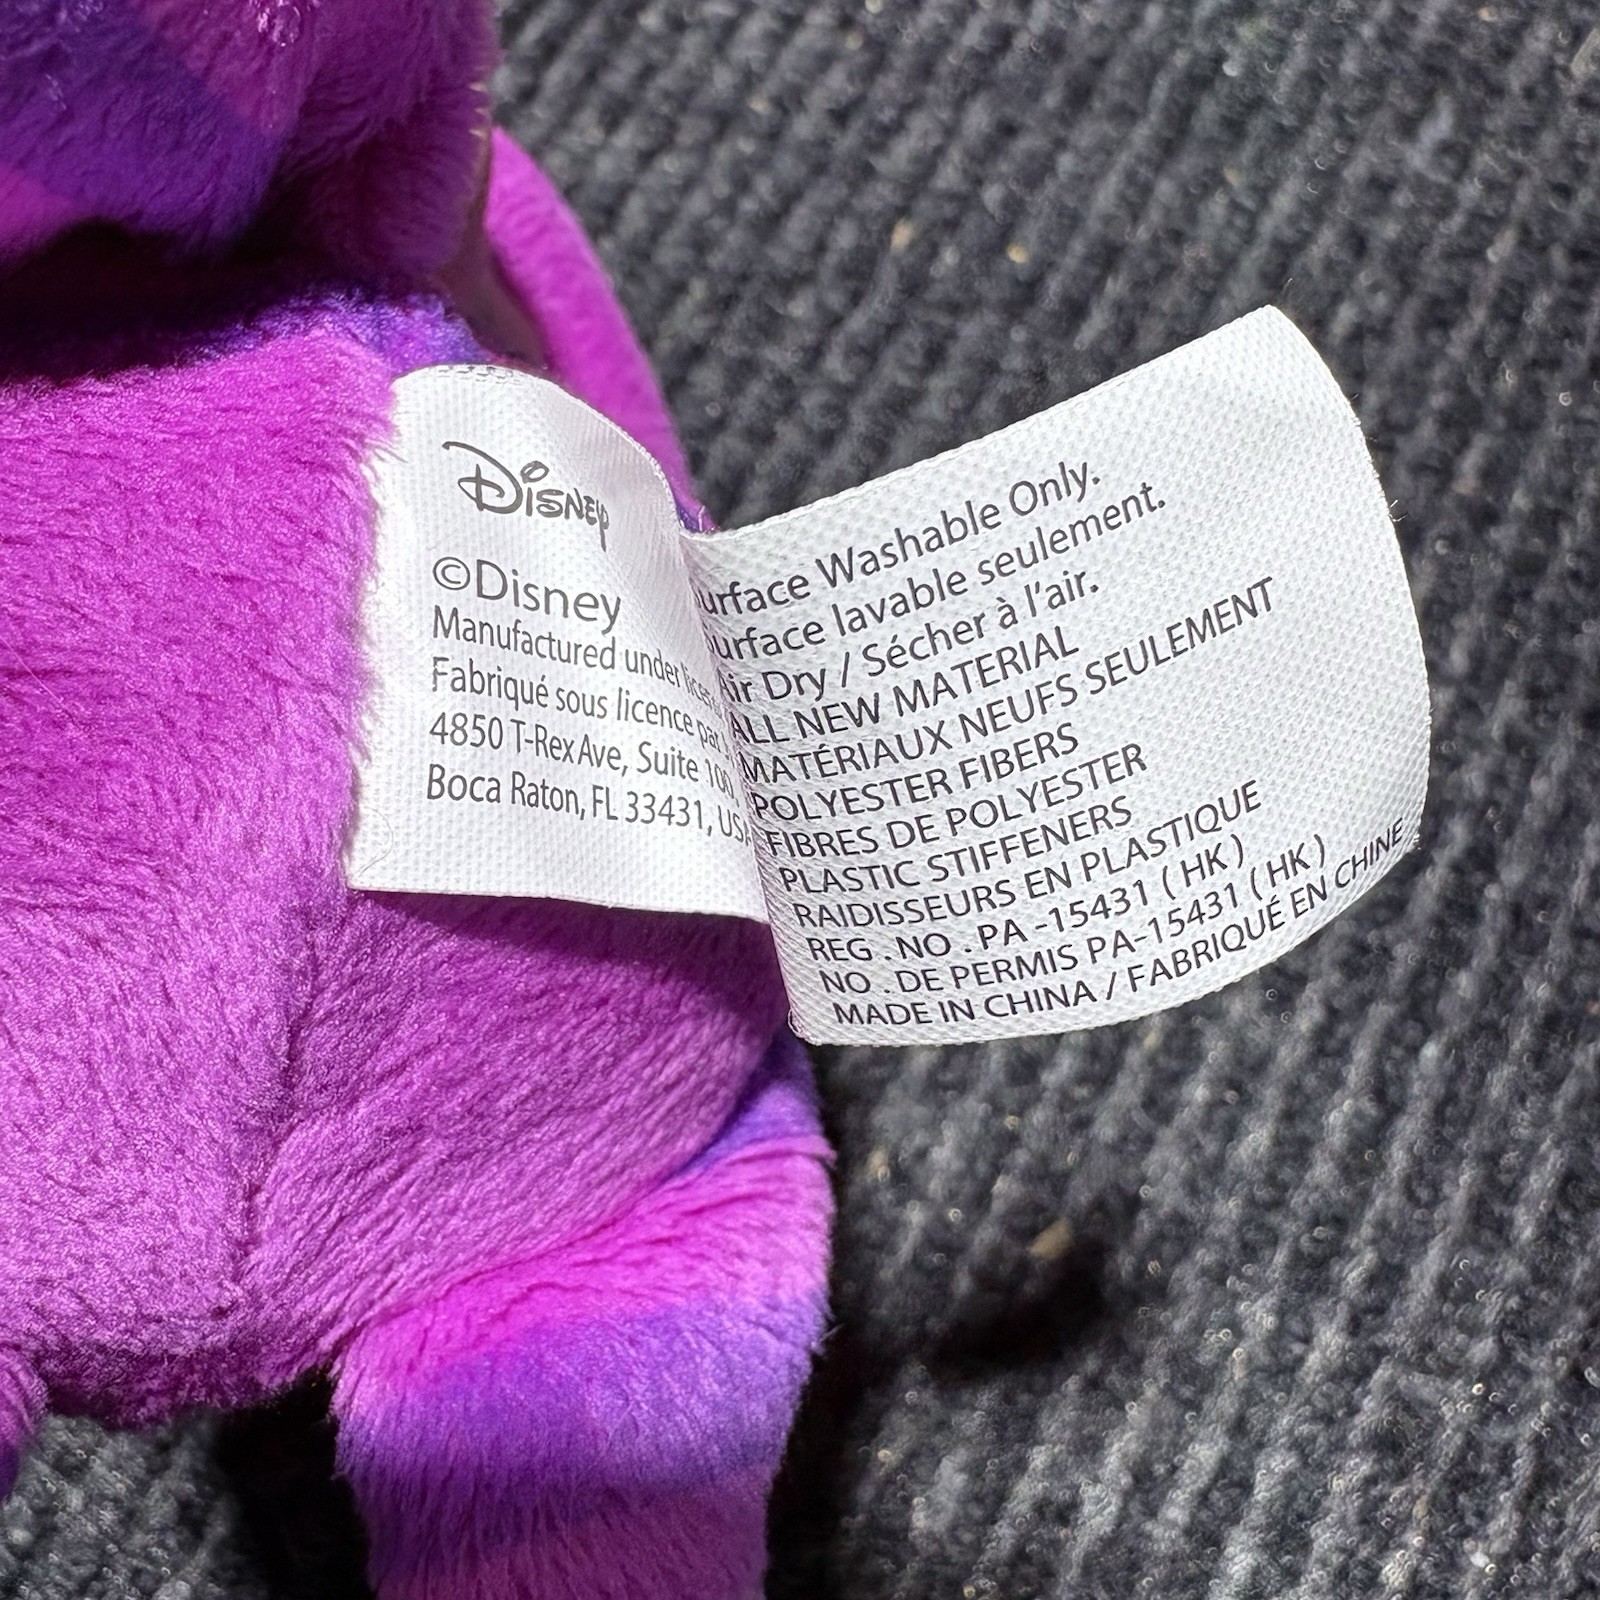 Disney
©Disney
Manufactured under
Fabriqué sous licence par
4850 T-Rex Ave, Suite 100,
Boca Raton, FL 33431, USA
urface Washable Only.
urface lavable seulement.
Air Dry / Sécher à l'air.
ALL NEW MATERIAL
MATÉRIAUX NEUFS SEULEMENT
POLYESTER FIBERS
FIBRES DE POLYESTER
PLASTIC STIFFENERS
RAIDISSEURS EN PLASTIQUE
REG . NO . PA -15431 ( HK )
NO . DE PERMIS PA-15431 ( HK )
MADE IN CHINA / FABRIQUÉ EN CHINE